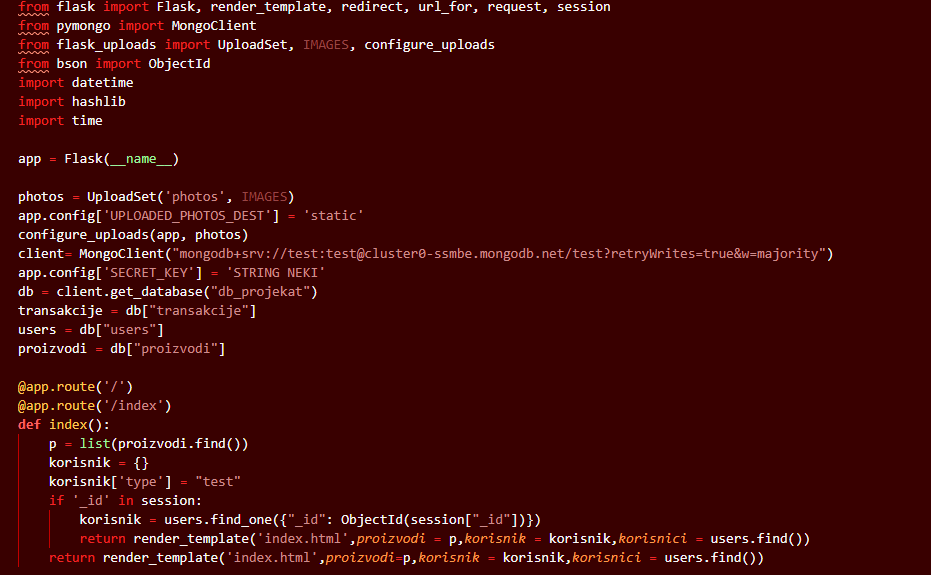 from flask import Flask, render_template, redirect, url_for, request, session
from pymongo import MongoClient
from flask_uploads import UploadSet, IMAGES, configure_uploads
from bson import ObjectId
import datetime
import hashlib
import time
app = Flask(__name__)
photos = UploadSet('photos', IMAGES)
app.config['UPLOADED_PHOTOS_DEST'] = 'static'
configure_uploads(app, photos)
client= MongoClient("mongodb+srv://test:test@cluster0-ssmbe.mongodb.net/test?retryWrites=true&w=majority")
app.config['SECRET_KEY'] = 'STRING NEKI'
db = client.get_database("db_projekat")
transakcije = db["transakcije"]
users = db["users"]
proizvodi = db["proizvodi"]
@app.route('/')
@app.route('/index')
def index():
    p = list(proizvodi.find())
    korisnik = {}
    korisnik['type'] = "test"
    if '_id' in session:
        korisnik = users.find_one({"_id": ObjectId(session["_id"])})
        return render_template('index.html',proizvodi = p,korisnik = korisnik,korisnici = users.find())
    return render_template('index.html',proizvodi=p,korisnik = korisnik,korisnici = users.find())